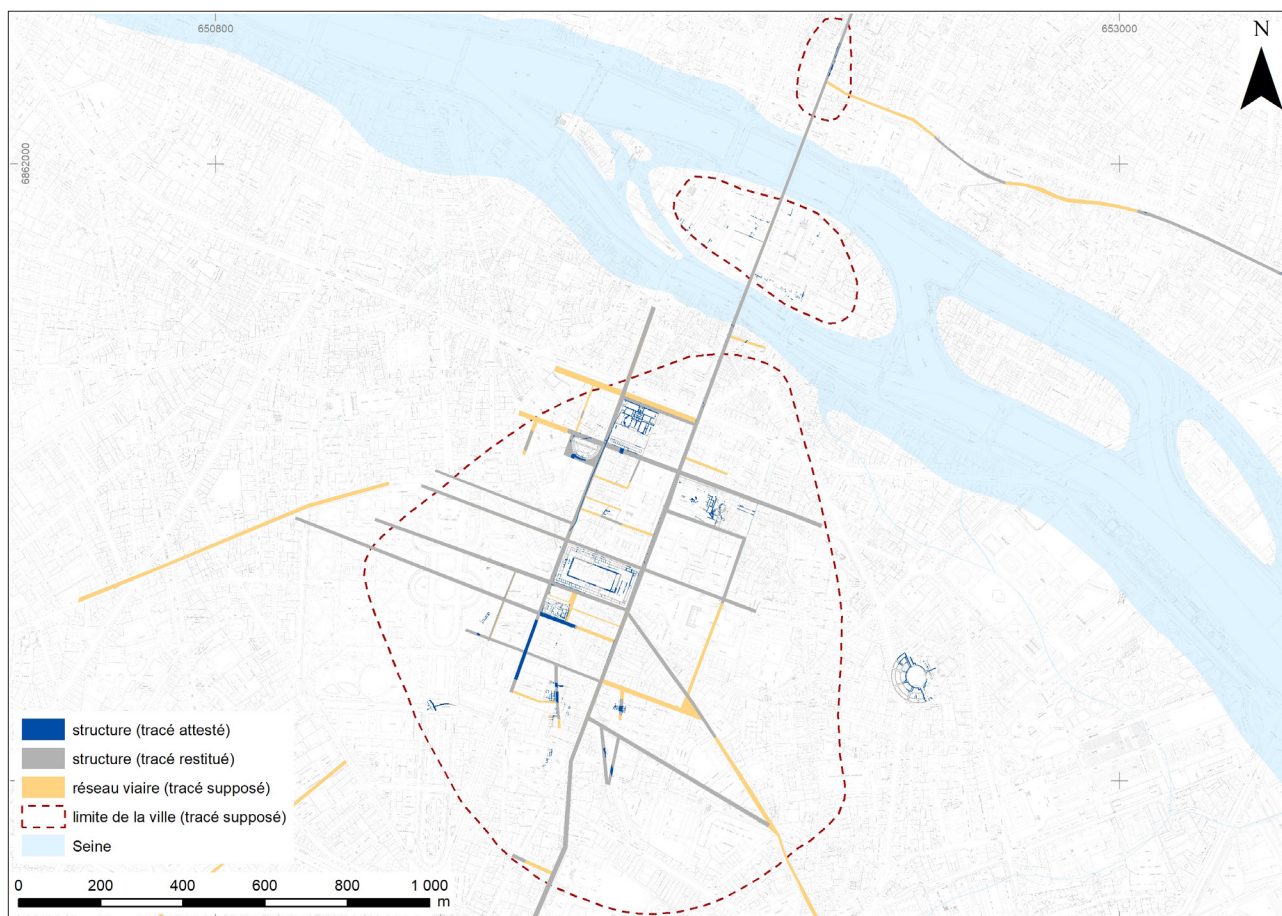 650800
653000
N
6862000
structure (tracé attesté)
structure (tracé restitué)
réseau viaire (tracé supposé)
limite de la ville (tracé supposé)
Seine
0 200 400 600 800 1 000
m